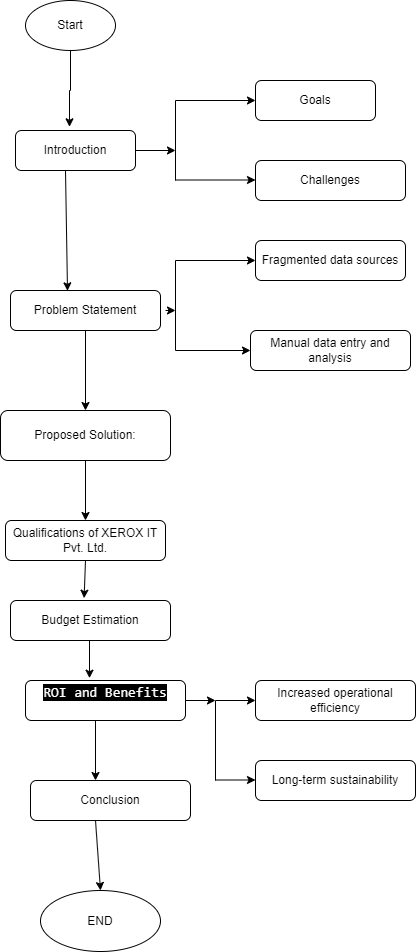 Start
Goals
Introduction
Challenges
Fragmented data sources
Problem Statement
Manual data entry and
analysis
Proposed Solution:
Qualifications of XEROX IT
Pvt. Ltd.
Budget Estimation
ROI and Benefits
Increased operational
efficiency
Long-term sustainability
Conclusion
END